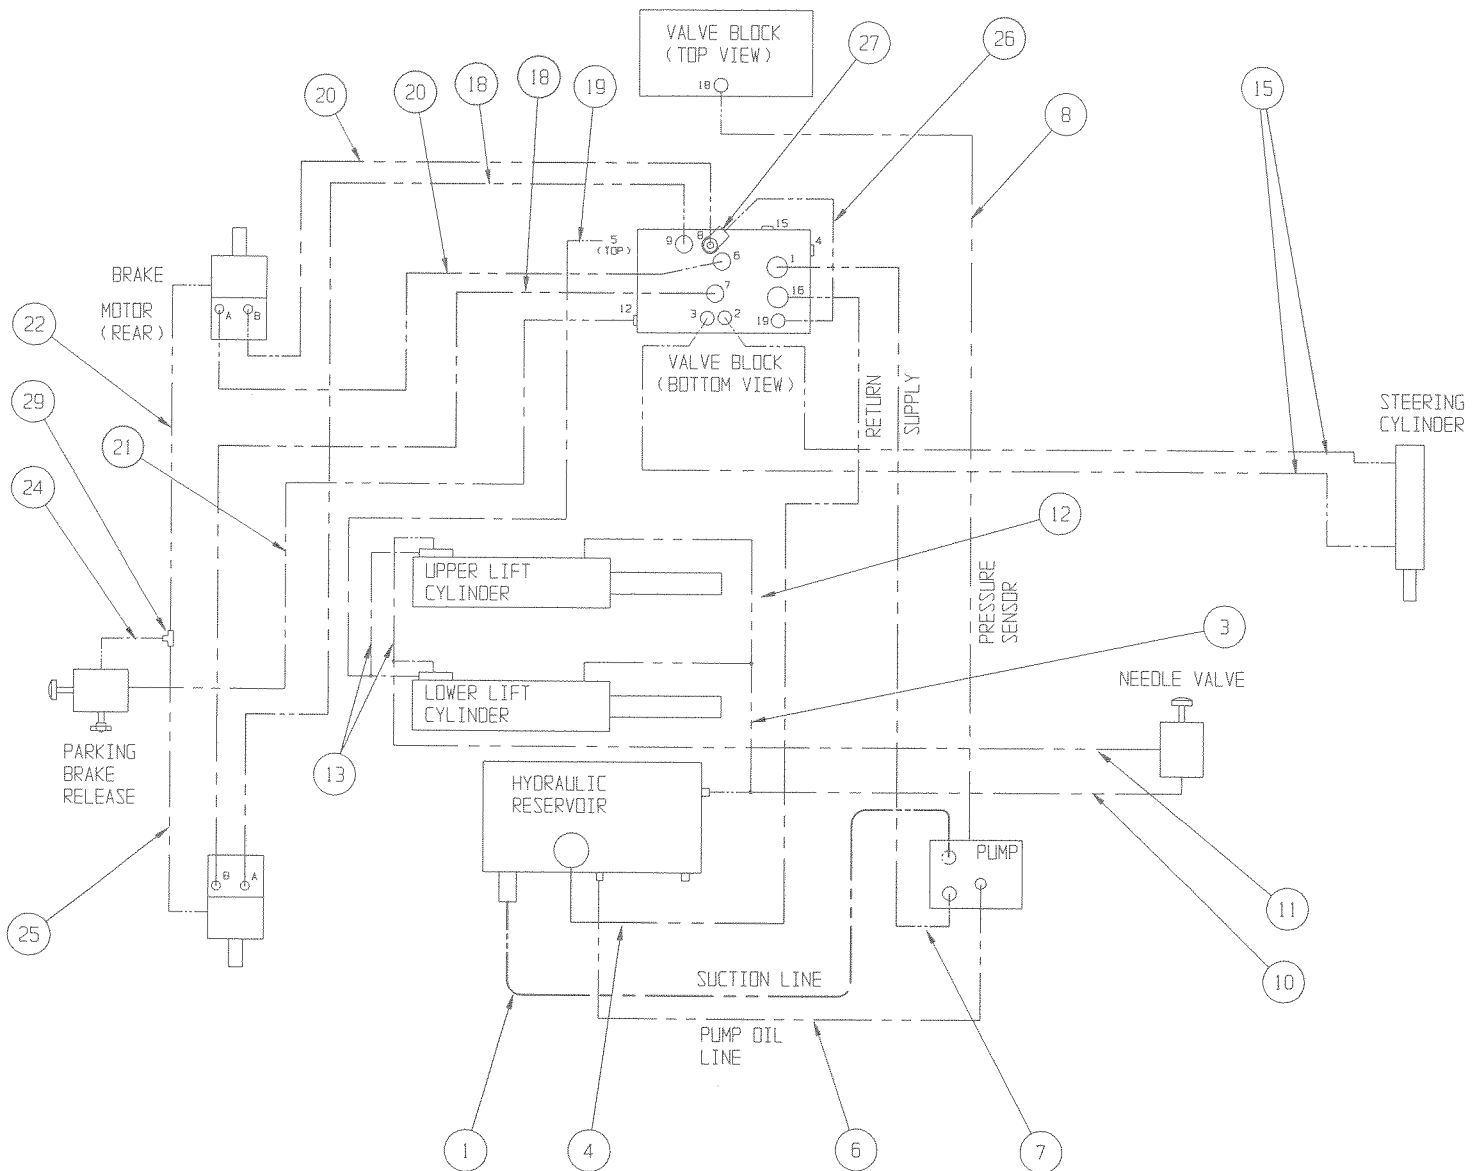 VALVE BLOCK
(TOP VIEW)
18
27
26
20
20
18
18
19
8
15
15
4
9
8
5
(TOP)
6
1
7
16
12
3
2
19
BRAKE
MOTOR
(REAR)
A
B
22
VALVE BLOCK
(BOTTOM VIEW)
RETURN
SUPPLY
29
STEERING
CYLINDER
21
24
12
UPPER LIFT
CYLINDER
PRESSURE
SENSOR
3
NEEDLE VALVE
LOWER LIFT
CYLINDER
PARKING
BRAKE
RELEASE
13
HYDRAULIC
RESERVOIR
PUMP
B
A
25
11
10
SUCTION LINE
PUMP OIL
LINE
1
4
6
7